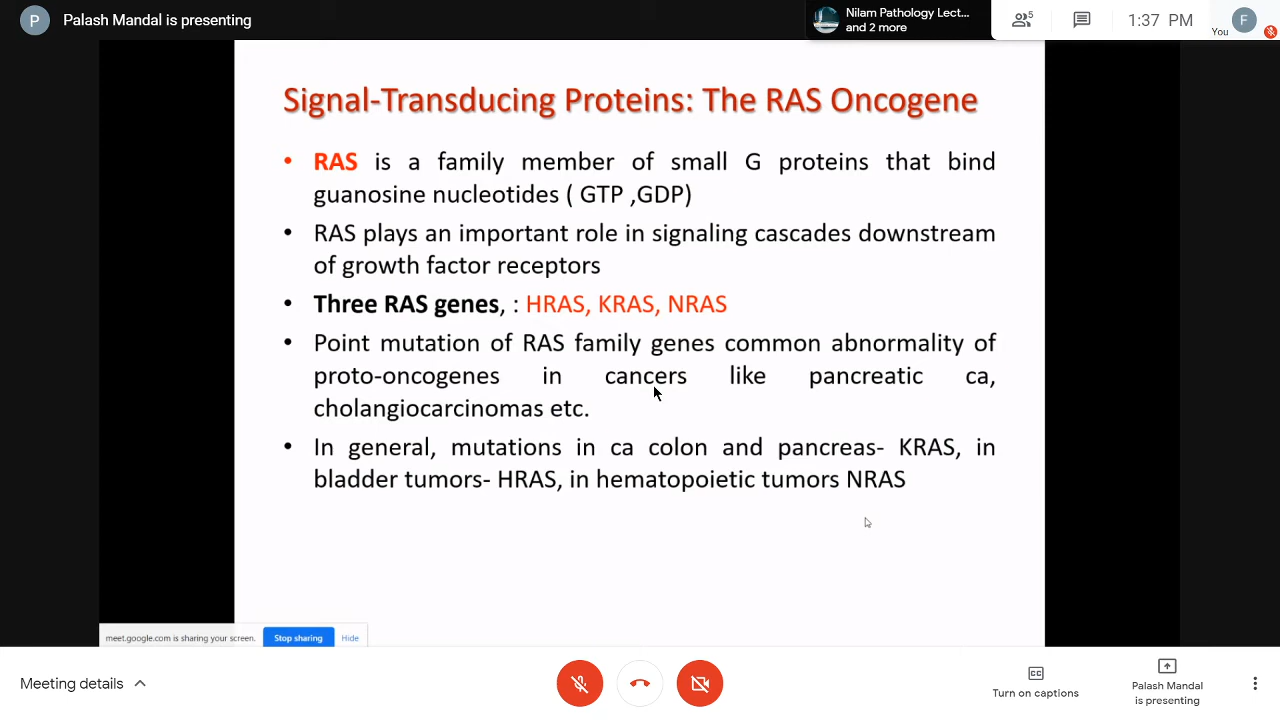 P Palash Mandal is presenting
Nilam Pathology Lect...
and 2 more
5
1:37 PM
You
F
Signal-Transducing Proteins: The RAS Oncogene
• RAS is a family member of small G proteins that bind
guanosine nucleotides ( GTP ,GDP)
• RAS plays an important role in signaling cascades downstream
of growth factor receptors
• Three RAS genes, : HRAS, KRAS, NRAS
• Point mutation of RAS family genes common abnormality of
proto-oncogenes in cancers like pancreatic ca,
cholangiocarcinomas etc.
• In general, mutations in ca colon and pancreas- KRAS, in
bladder tumors- HRAS, in hematopoietic tumors NRAS
meet.google.com is sharing your screen. Stop sharing Hide
Meeting details
CC
Turn on captions
Palash Mandal
is presenting